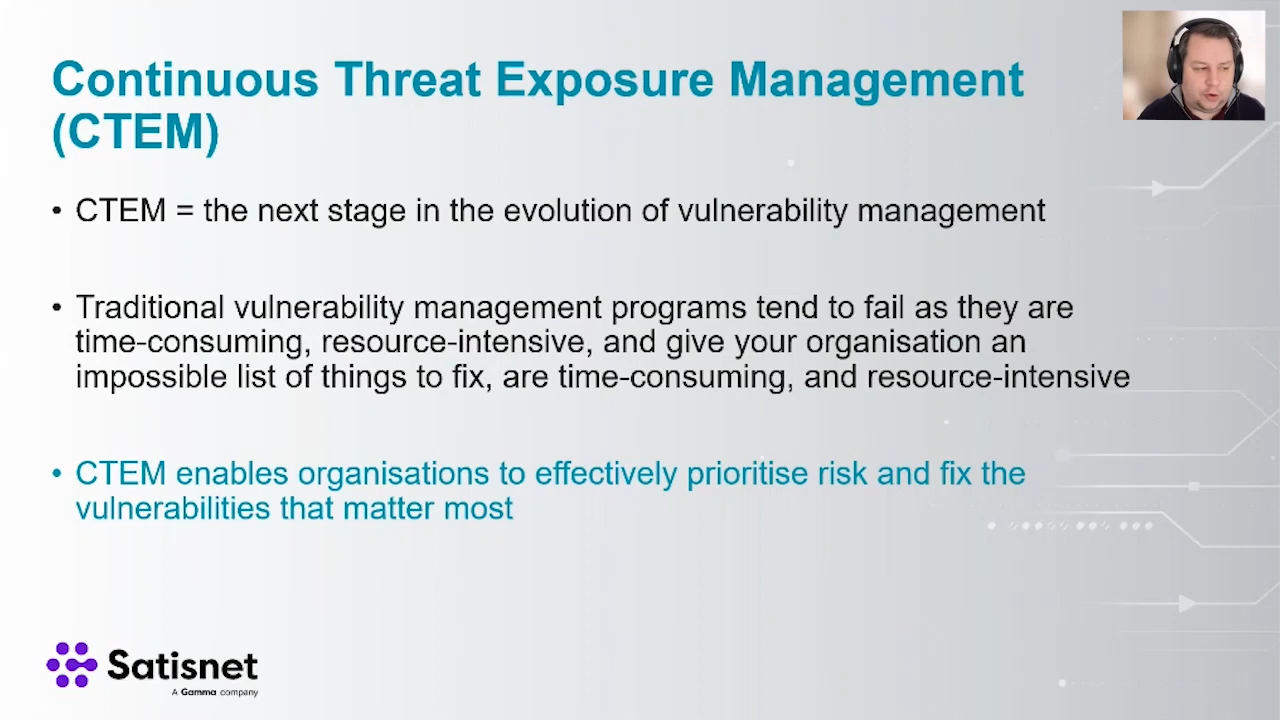 Continuous Threat Exposure Management
(CTEM)
• CTEM = the next stage in the evolution of vulnerability management
• Traditional vulnerability management programs tend to fail as they are
time-consuming, resource-intensive, and give your organisation an
impossible list of things to fix, are time-consuming, and resource-intensive
• CTEM enables organisations to effectively prioritise risk and fix the
vulnerabilities that matter most
Satisnet
A Gamma company